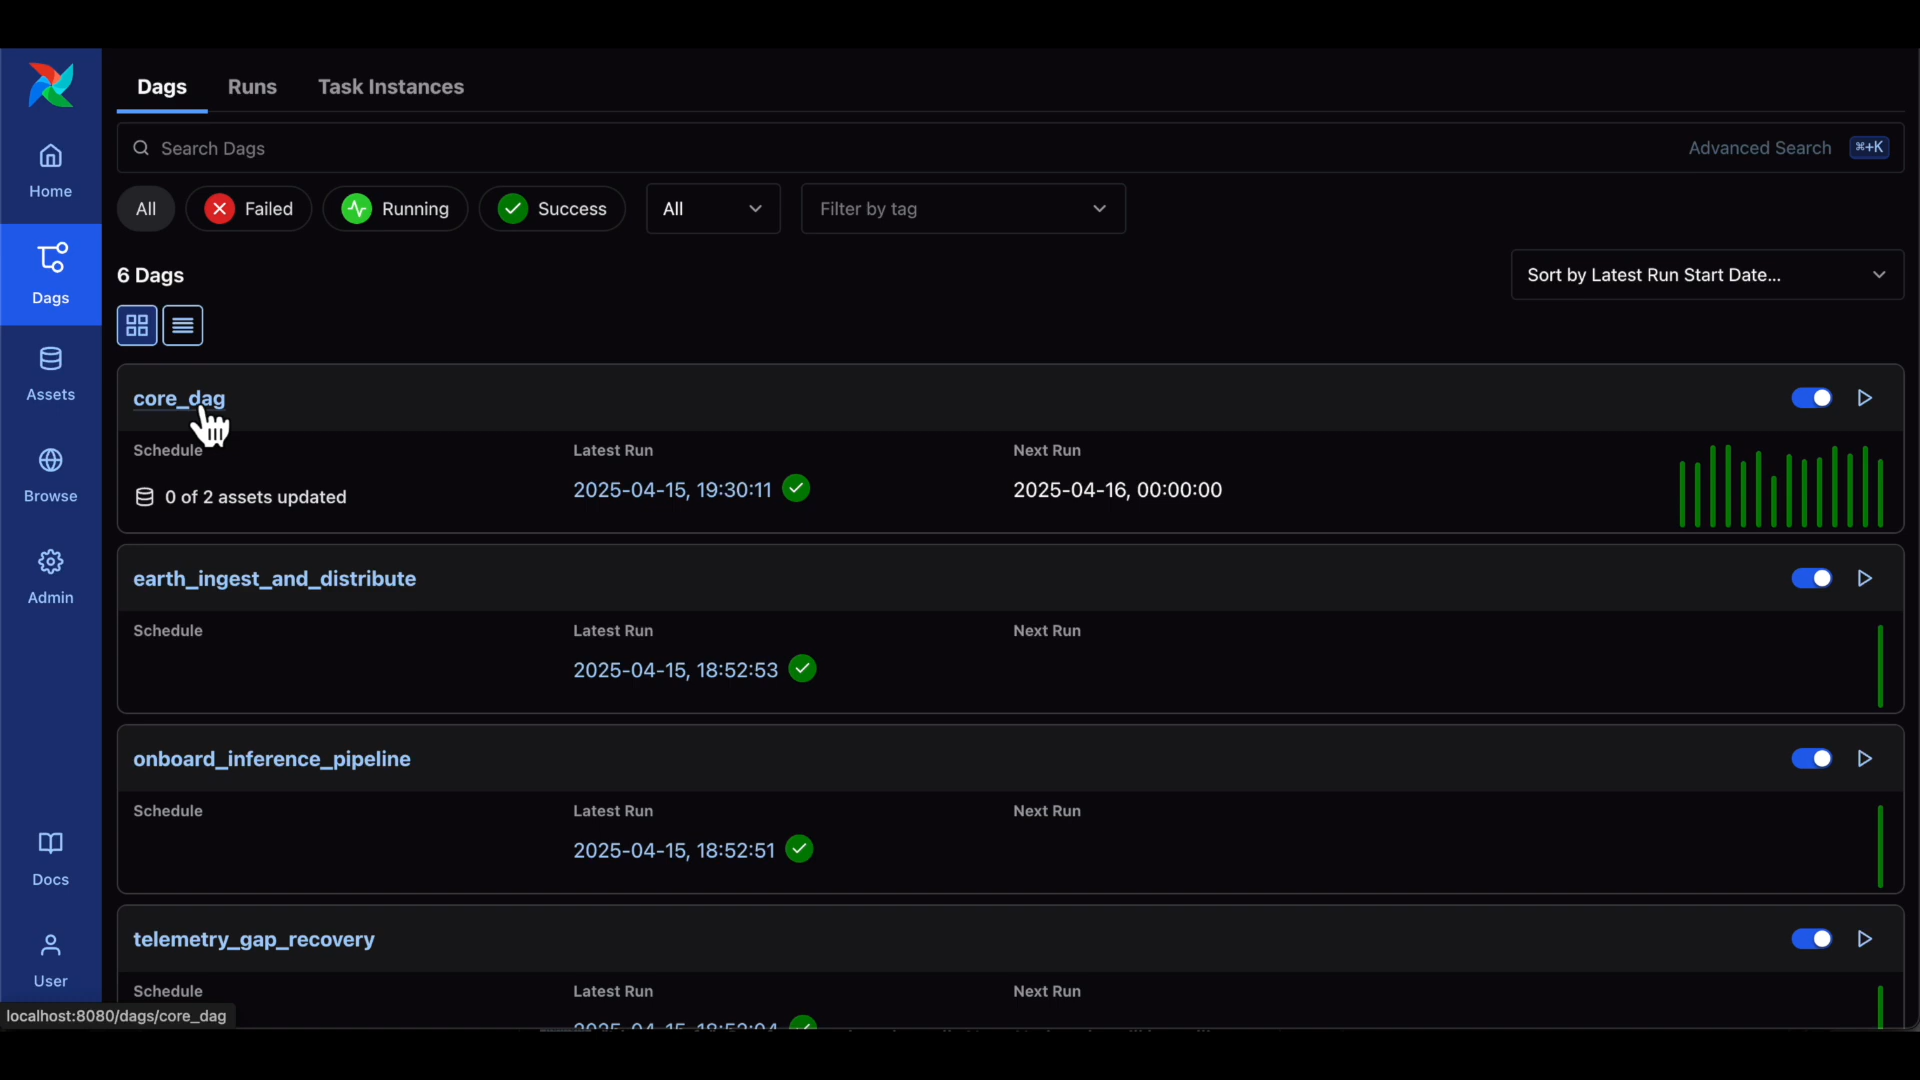 Dags Runs Task Instances
Search Dags Advanced Search ⌘+K
Home
All Failed Running Success All Filter by tag
6 Dags Sort by Latest Run Start Date...
Dags
core_dag
Assets
Schedule Latest Run Next Run
0 of 2 assets updated 2025-04-15, 19:30:11 2025-04-16, 00:00:00
Browse
earth_ingest_and_distribute
Admin
Schedule Latest Run Next Run
2025-04-15, 18:52:53
onboard_inference_pipeline
Schedule Latest Run Next Run
2025-04-15, 18:52:51
Docs
telemetry_gap_recovery
User
Schedule Latest Run Next Run
localhost:8080/dags/core_dag